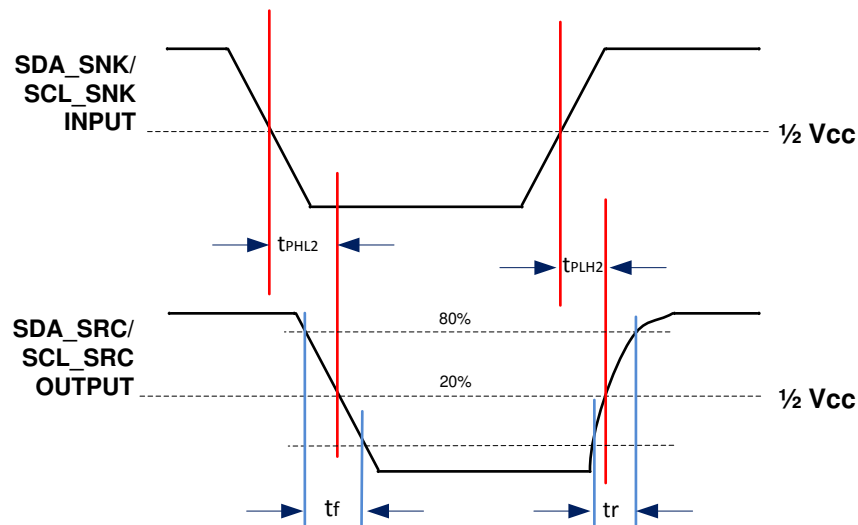 SDA_SNK/
SCL_SNK
INPUT
½ Vcc
tPHL2
tPLH2
SDA_SRC/
SCL_SRC
OUTPUT
80%
20%
½ Vcc
tf
tr